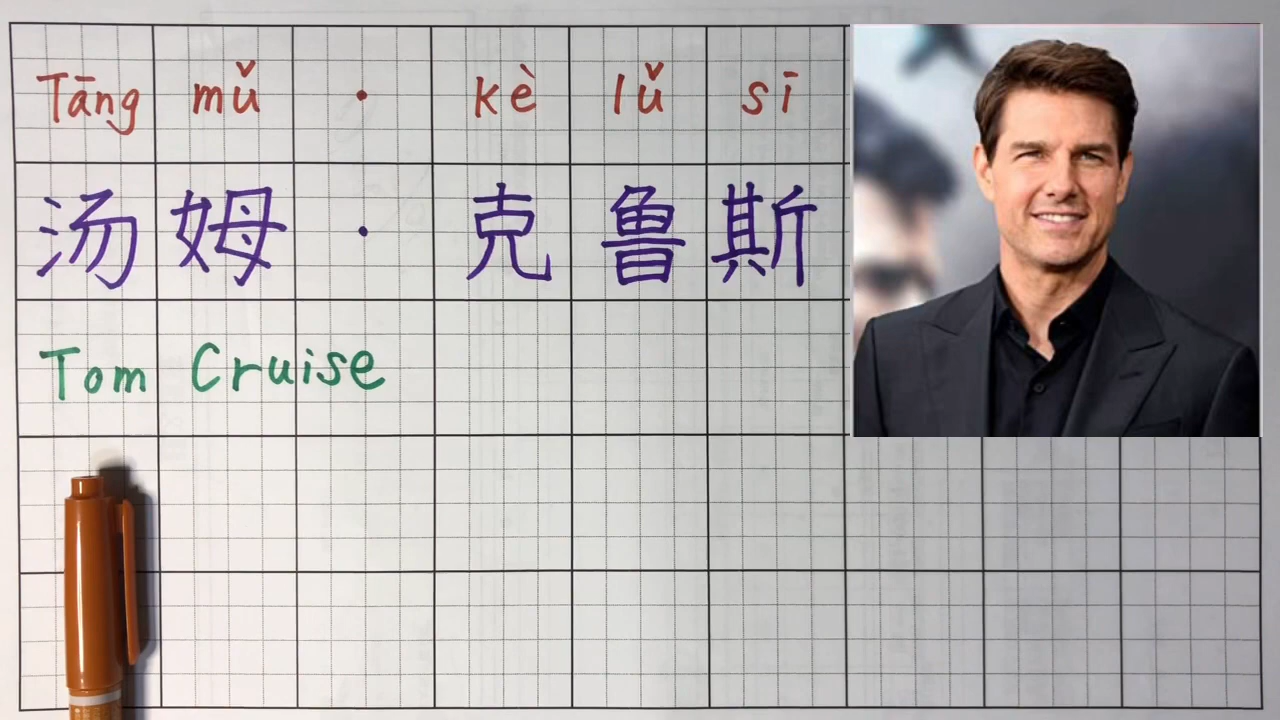 Tāng mǔ · kè lǔ sī
汤姆·克鲁斯
Tom Cruise